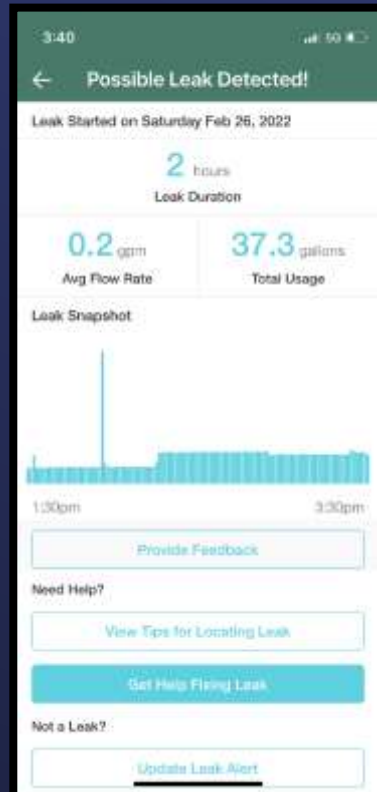 3:40
5G
← Possible Leak Detected!
Leak Started on Saturday Feb 26, 2022
2 hours
Leak Duration
0.2 gpm
Avg Flow Rate
37.3 gallons
Total Usage
Leak Snapshot
1:30pm
3:30pm
Provide Feedback
Need Help?
View Tips for Locating Leak
Get Help Fixing Leak
Not a Leak?
Update Leak Alert